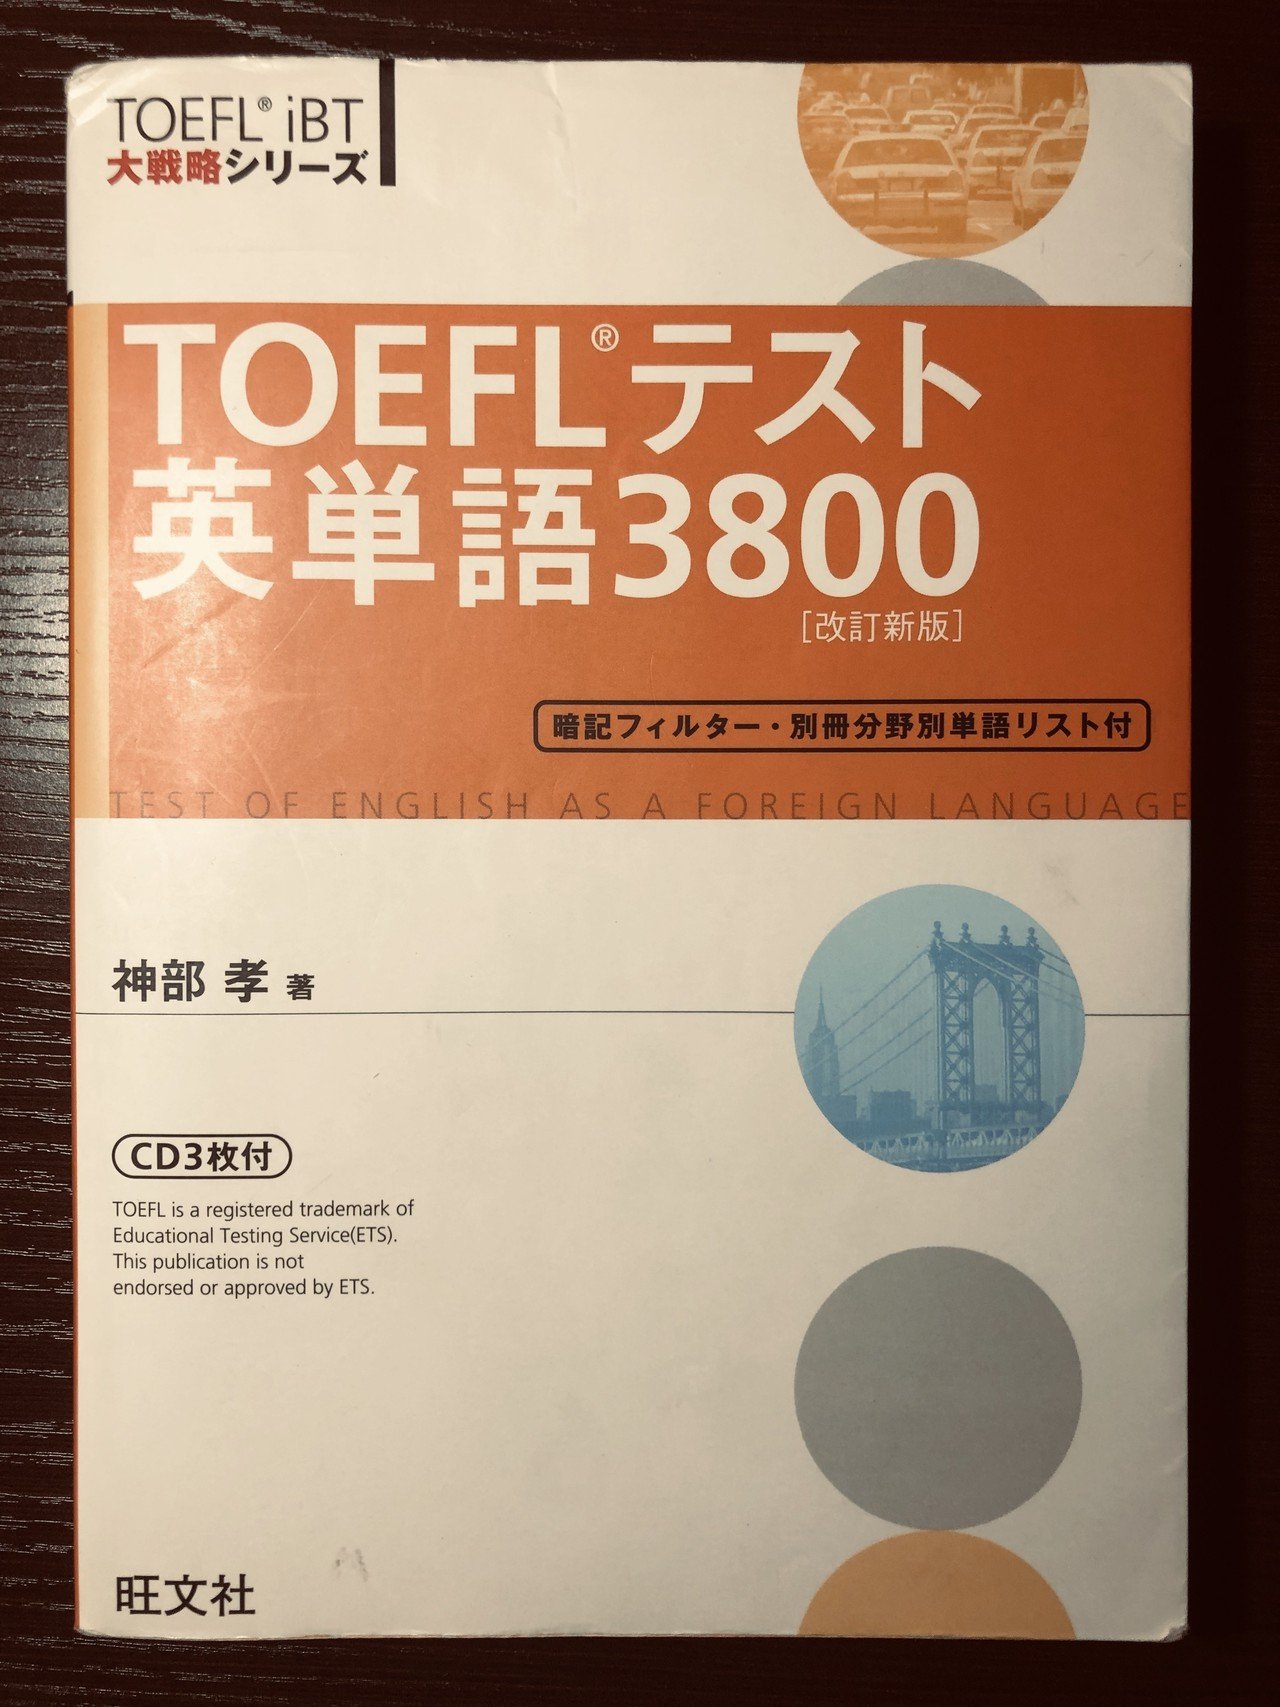 TOEFL® iBT
大戦略シリーズ
TOEFL®テスト
英単語3800
[改訂新版]
暗記フィルター・別冊分野別単語リスト付
TEST OF ENGLISH AS A FOREIGN LANGUAGE
神部 孝 著
CD3枚付
TOEFL is a registered trademark of
Educational Testing Service(ETS).
This publication is not
endorsed or approved by ETS.
旺文社